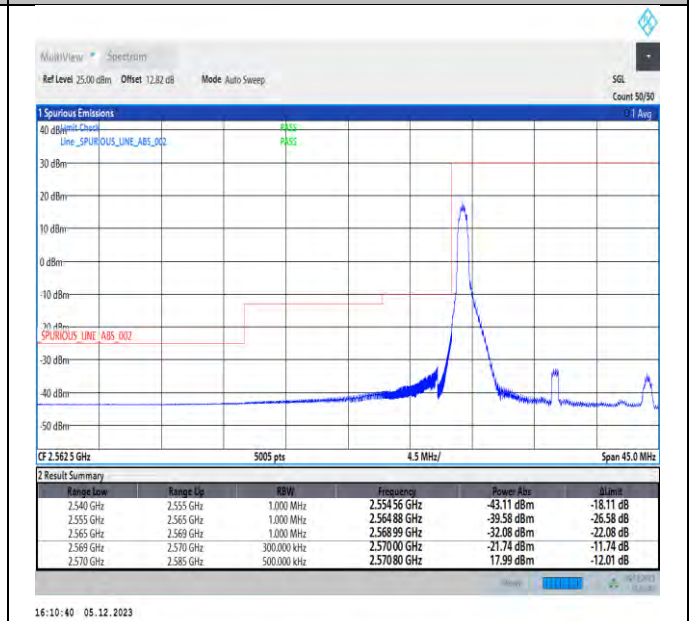 MultiView Spectrum
Ref Level 25.00 dBm Offset 12.82 dB Mode Auto Sweep SGL
Count 50/50
1 Spurious Emissions 1 Avg
40 dBm Limit Check PASS
Line _SPURIOUS_LINE_ABS_002 PASS
30 dBm
20 dBm
10 dBm
0 dBm
-10 dBm
-20 dBm
SPURIOUS_LINE_ABS_002
-30 dBm
-40 dBm
-50 dBm
CF 2.562 5 GHz 5005 pts 4.5 MHz/ Span 45.0 MHz
2 Result Summary
Range Low Range Up RBW Frequency Power Abs ΔLimit
2.540 GHz 2.555 GHz 1.000 MHz 2.554 56 GHz -43.11 dBm -18.11 dB
2.555 GHz 2.565 GHz 1.000 MHz 2.564 88 GHz -39.58 dBm -26.58 dB
2.565 GHz 2.569 GHz 1.000 MHz 2.568 99 GHz -32.08 dBm -22.08 dB
2.569 GHz 2.570 GHz 300.000 kHz 2.570 00 GHz -21.74 dBm -11.74 dB
2.570 GHz 2.585 GHz 500.000 kHz 2.570 80 GHz 17.99 dBm -12.01 dB
16:10:40 05.12.2023